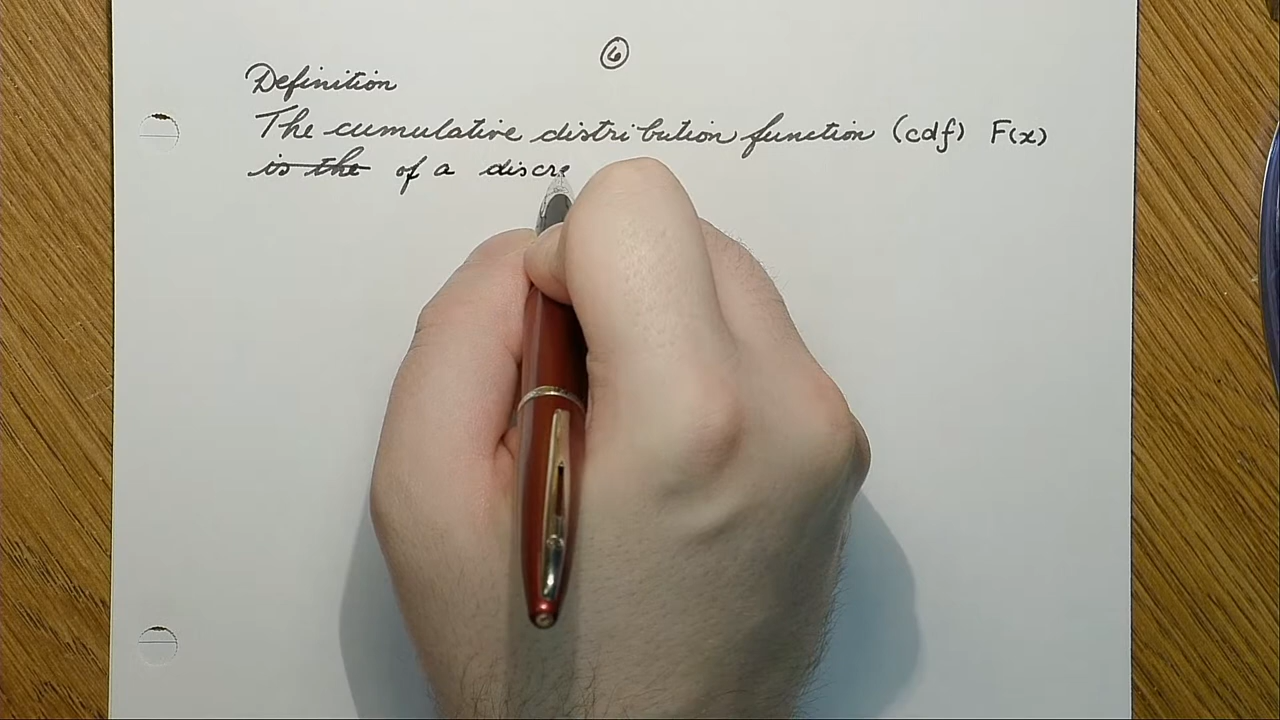 ⑥
Definition
The cumulative distribution function (cdf) F(x)
is the of a discre